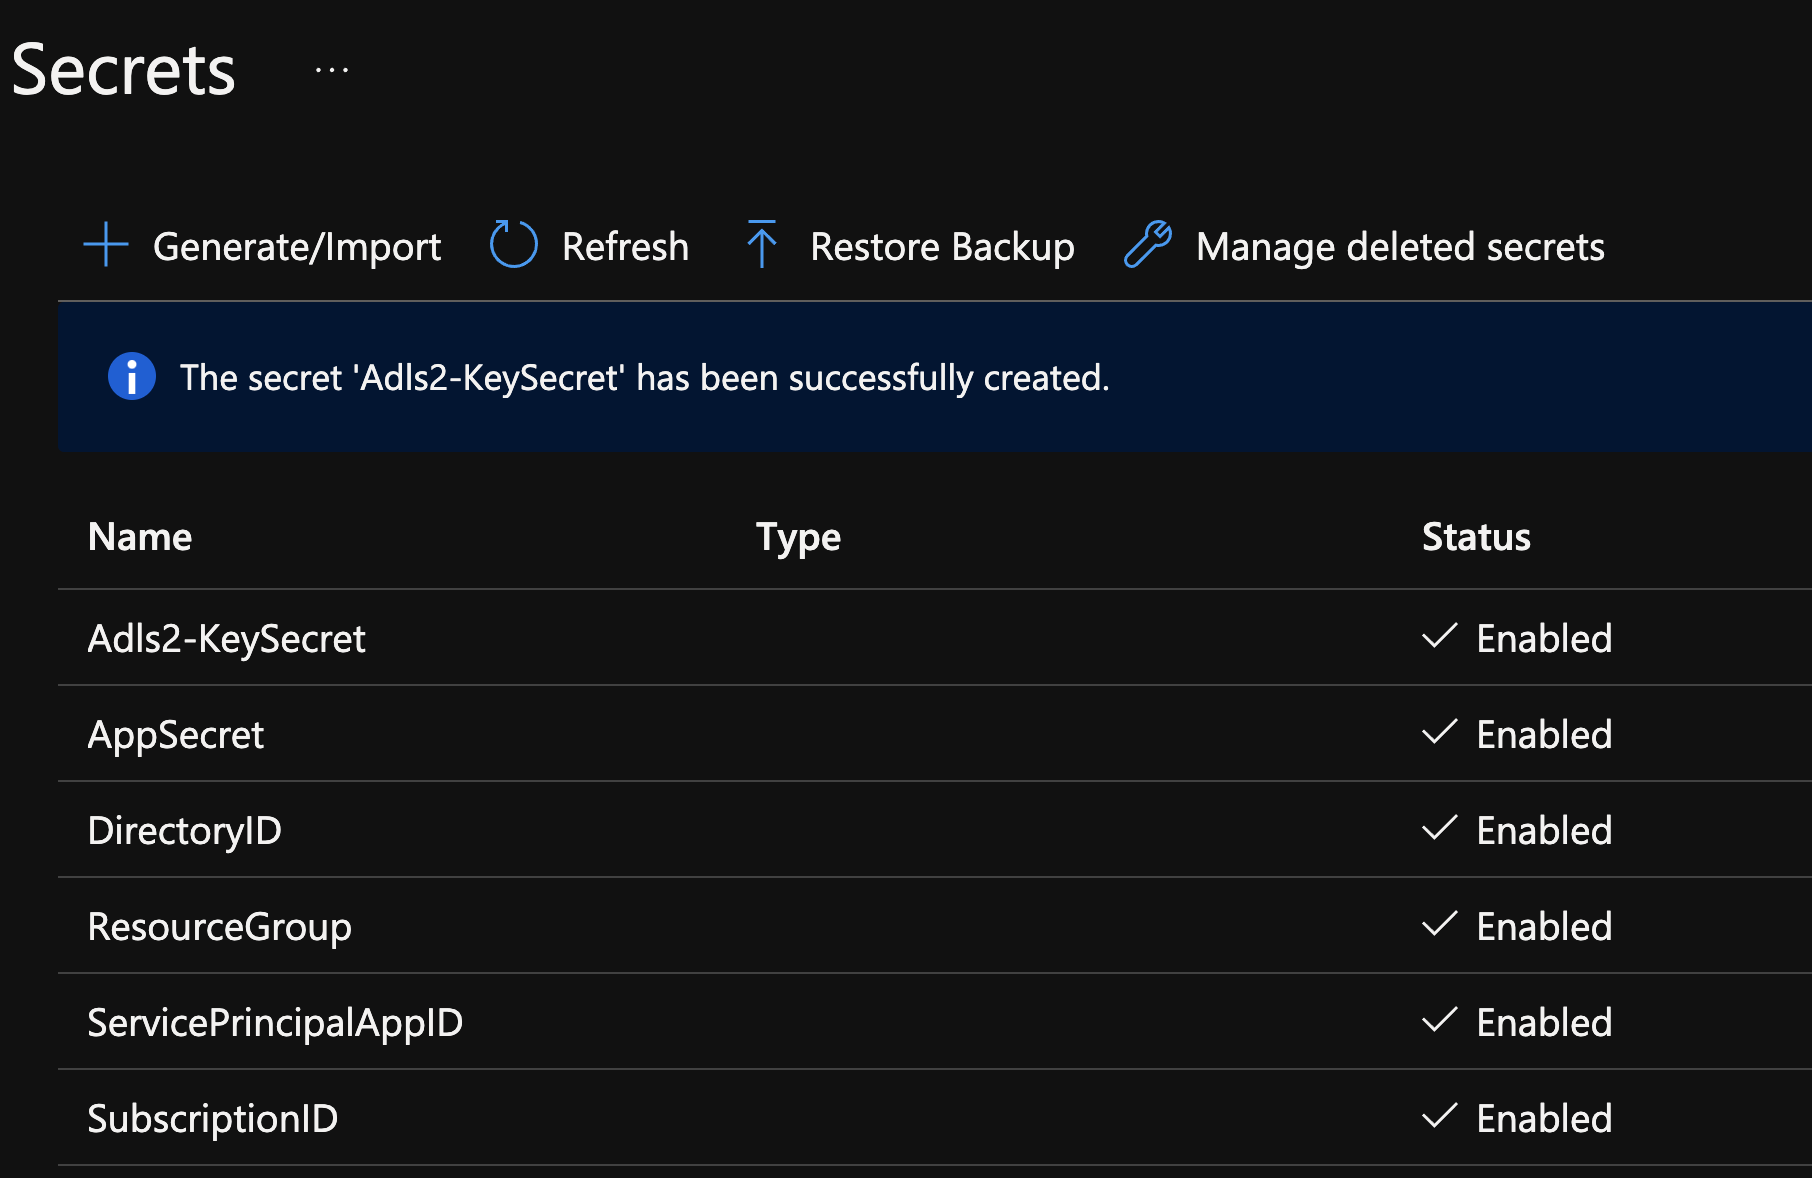 Secrets ...
Generate/Import Refresh Restore Backup Manage deleted secrets
The secret 'Adls2-KeySecret' has been successfully created.
Name Type Status
Adls2-KeySecret Enabled
AppSecret Enabled
DirectoryID Enabled
ResourceGroup Enabled
ServicePrincipalAppID Enabled
SubscriptionID Enabled